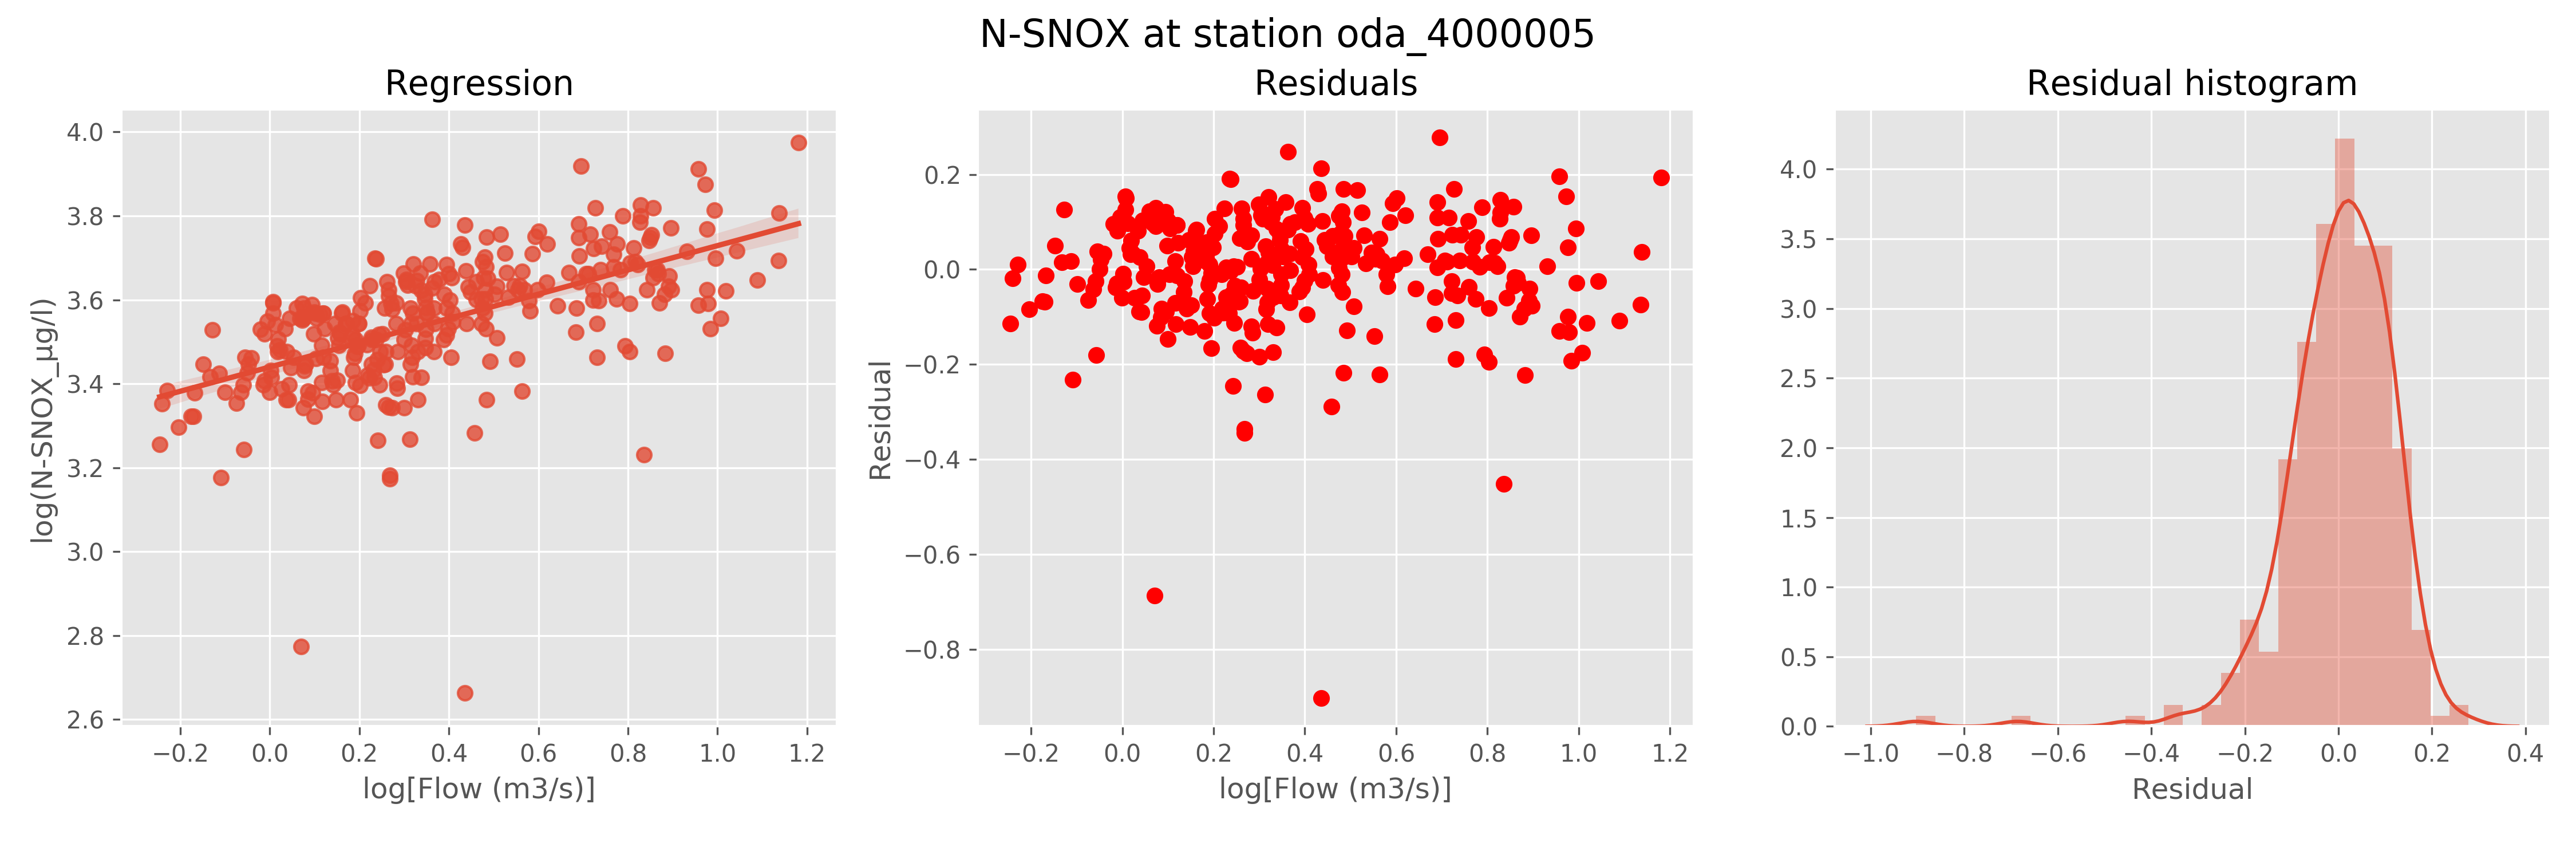 N-SNOX at station oda_4000005
Regression
4.0
3.8
3.6
3.4
3.2
3.0
2.8
2.6
log(N-SNOX_µg/l)
−0.2 0.0 0.2 0.4 0.6 0.8 1.0 1.2
log[Flow (m3/s)]
Residuals
0.2
0.0
−0.2
−0.4
−0.6
−0.8
Residual
−0.2 0.0 0.2 0.4 0.6 0.8 1.0 1.2
log[Flow (m3/s)]
Residual histogram
4.0
3.5
3.0
2.5
2.0
1.5
1.0
0.5
0.0
−1.0 −0.8 −0.6 −0.4 −0.2 0.0 0.2 0.4
Residual